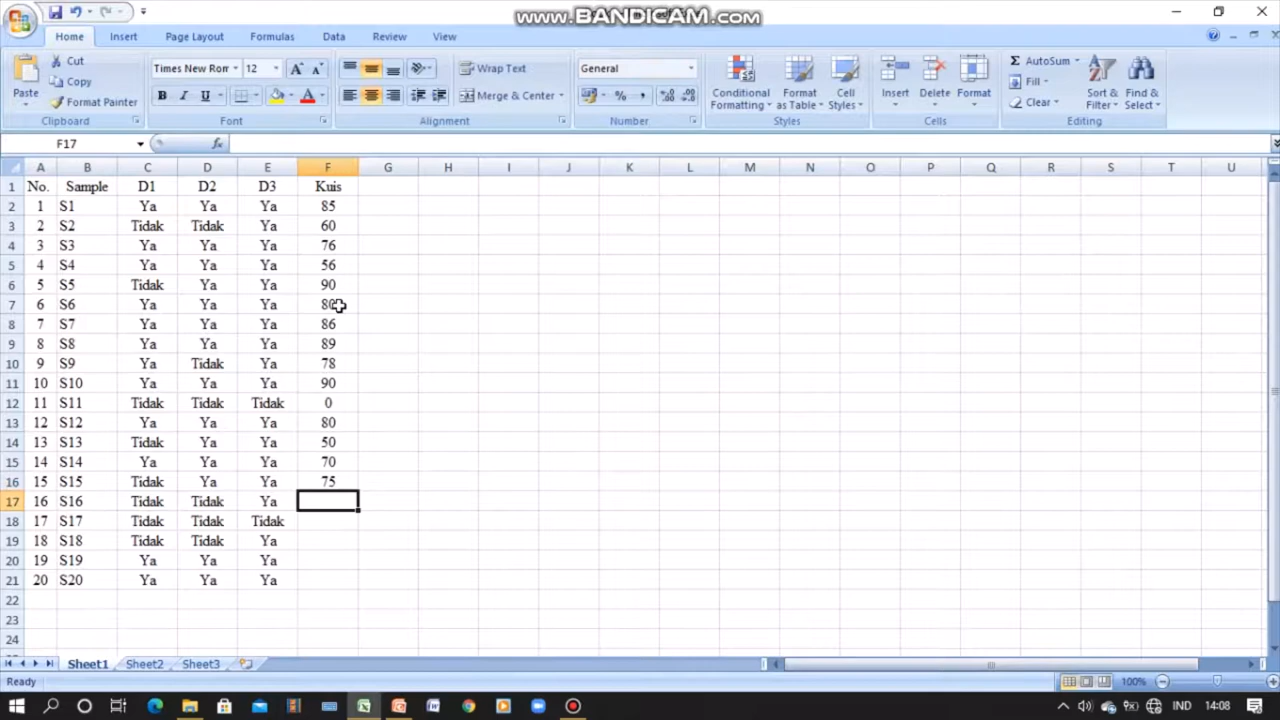 www.BANDICAM.com
Home Insert Page Layout Formulas Data Review View
Paste
Cut
Copy
Format Painter
Clipboard
Times New Rom 12
B I U
Font
Wrap Text
Merge & Center
Alignment
General
% ,
Number
Conditional Formatting
Format as Table
Cell Styles
Styles
Insert Delete Format
Cells
AutoSum
Fill
Clear
Sort & Filter
Find & Select
Editing
F17 fx
A B C D E F G H I J K L M N O P Q R S T U
1 No. Sample D1 D2 D3 Kuis
2 1 S1 Ya Ya Ya 85
3 2 S2 Tidak Tidak Ya 60
4 3 S3 Ya Ya Ya 76
5 4 S4 Ya Ya Ya 56
6 5 S5 Tidak Ya Ya 90
7 6 S6 Ya Ya Ya 80
8 7 S7 Ya Ya Ya 86
9 8 S8 Ya Ya Ya 89
10 9 S9 Ya Tidak Ya 78
11 10 S10 Ya Ya Ya 90
12 11 S11 Tidak Tidak Tidak 0
13 12 S12 Ya Ya Ya 80
14 13 S13 Tidak Ya Ya 50
15 14 S14 Ya Ya Ya 70
16 15 S15 Tidak Ya Ya 75
17 16 S16 Tidak Tidak Ya
18 17 S17 Tidak Tidak Tidak
19 18 S18 Tidak Tidak Ya
20 19 S19 Ya Ya Ya
21 20 S20 Ya Ya Ya
22
23
24
Sheet1 Sheet2 Sheet3
Ready 100%
IND 14:08